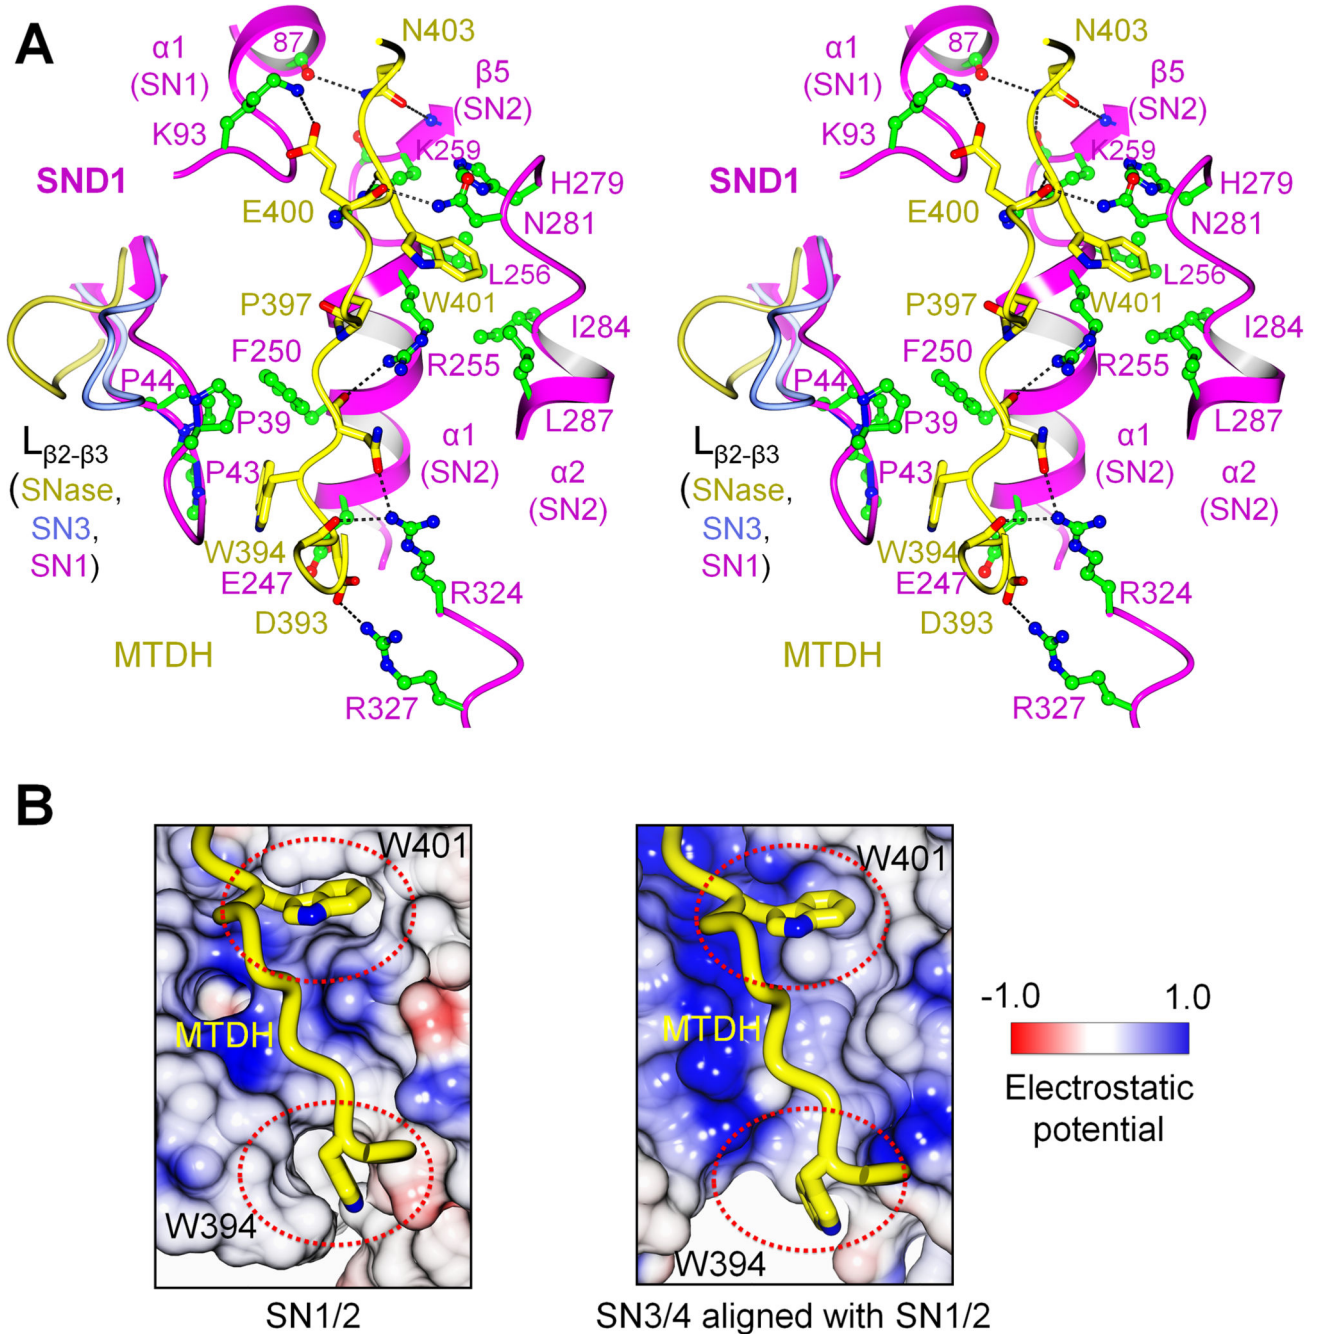 A
α1
(SN1)
87
N403
β5
(SN2)
K93
K259
SND1
H279
E400
N281
L256
P397
W401
I284
F250
R255
P44
P39
L287
Lβ2-β3
(SNase,
SN3,
SN1)
P43
α1
(SN2)
α2
(SN2)
W394
E247
R324
D393
MTDH
R327
α1
(SN1)
87
N403
β5
(SN2)
K93
K259
SND1
H279
E400
N281
L256
P397
W401
I284
F250
R255
P44
P39
L287
Lβ2-β3
(SNase,
SN3,
SN1)
P43
α1
(SN2)
α2
(SN2)
W394
E247
R324
D393
MTDH
R327
B
W401
MTDH
W394
SN1/2
W401
MTDH
W394
SN3/4 aligned with SN1/2
-1.0 1.0
Electrostatic
potential